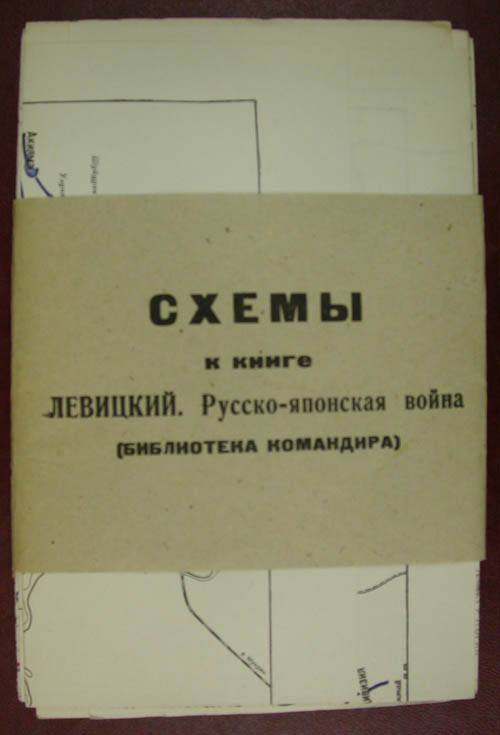 СХЕМЫ
к книге
ЛЕВИЦКИЙ. Русско-японская война
(БИБЛИОТЕКА КОМАНДИРА)